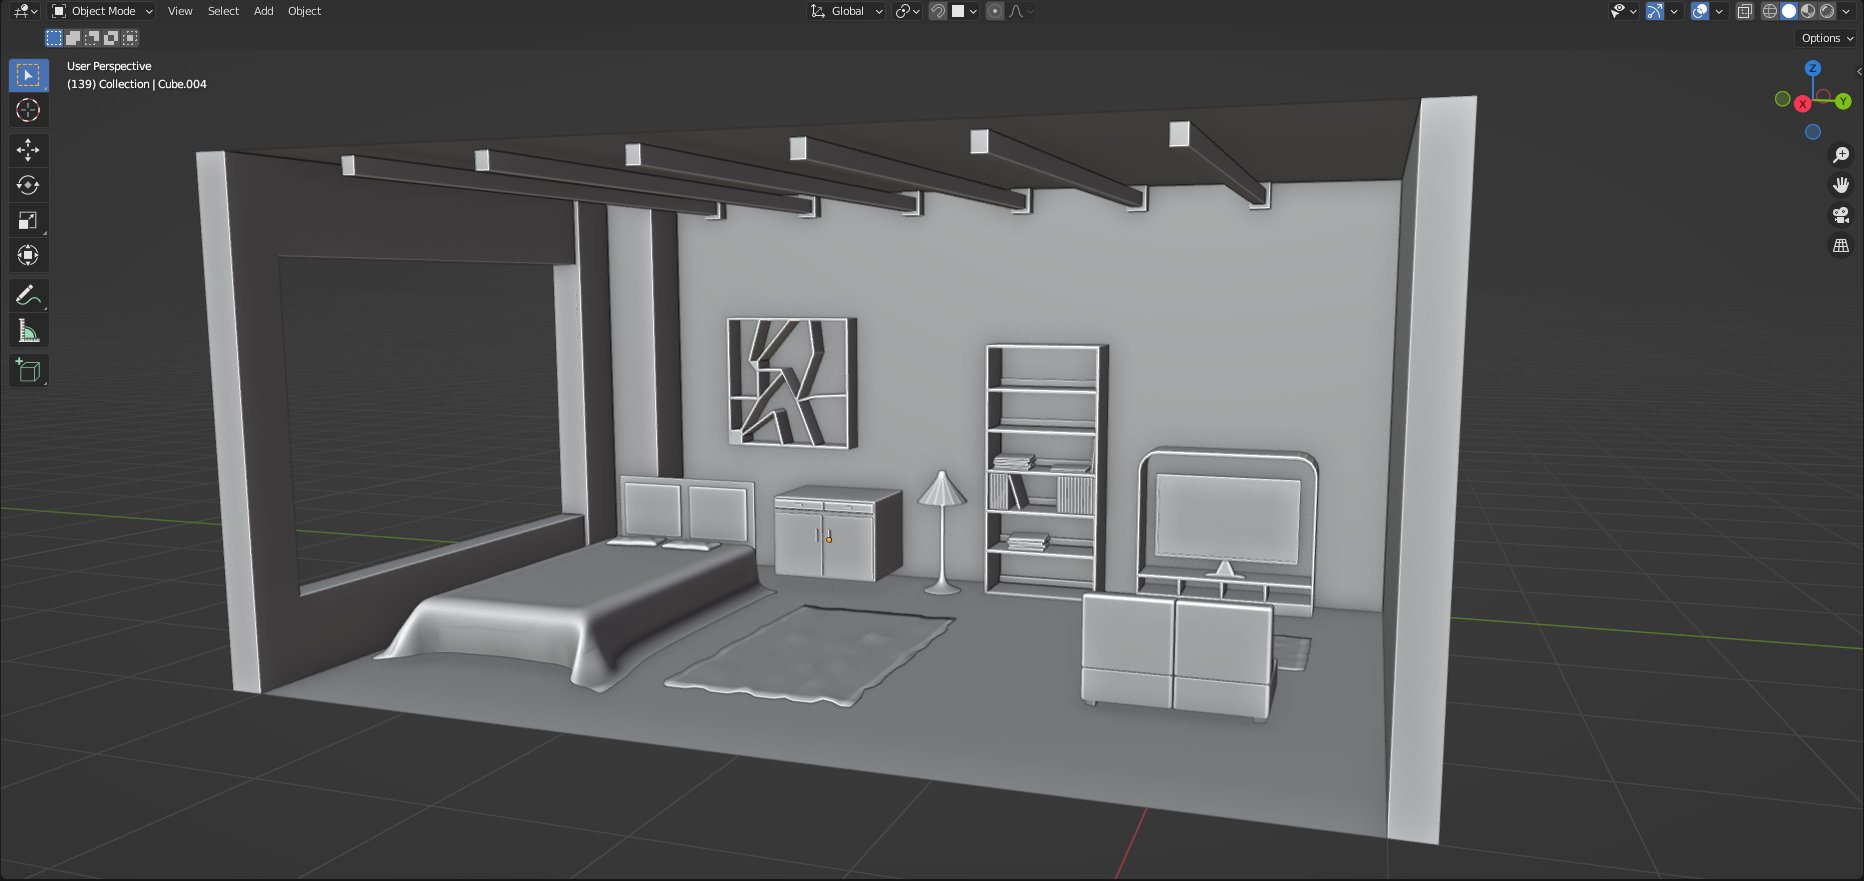 Object Mode View Select Add Object Global
Options
User Perspective
(139) Collection | Cube.004
Z
X Y